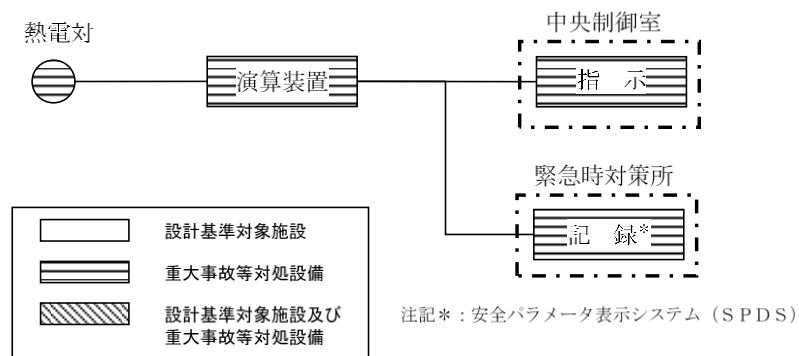 熱電対
中央制御室
演算装置
指　示
緊急時対策所
記　録*
設計基準対象施設
重大事故等対処設備
設計基準対象施設及び
重大事故等対処設備
注記＊：安全パラメータ表示システム（ＳＰＤＳ）